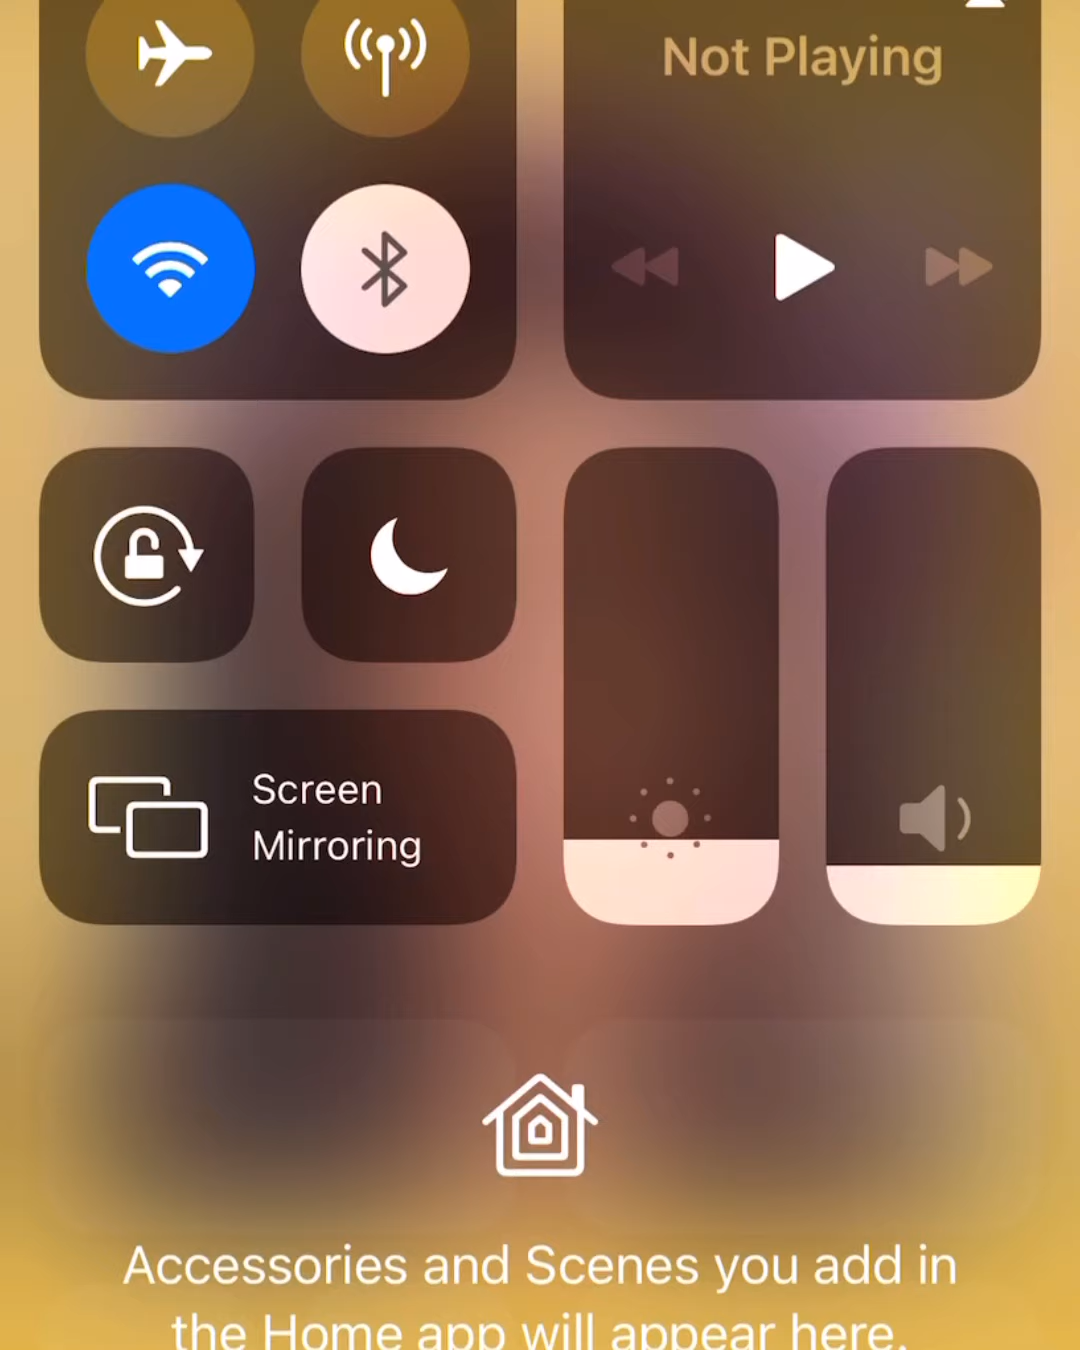 Not Playing
Screen
Mirroring
Accessories and Scenes you add in
the Home app will appear here.